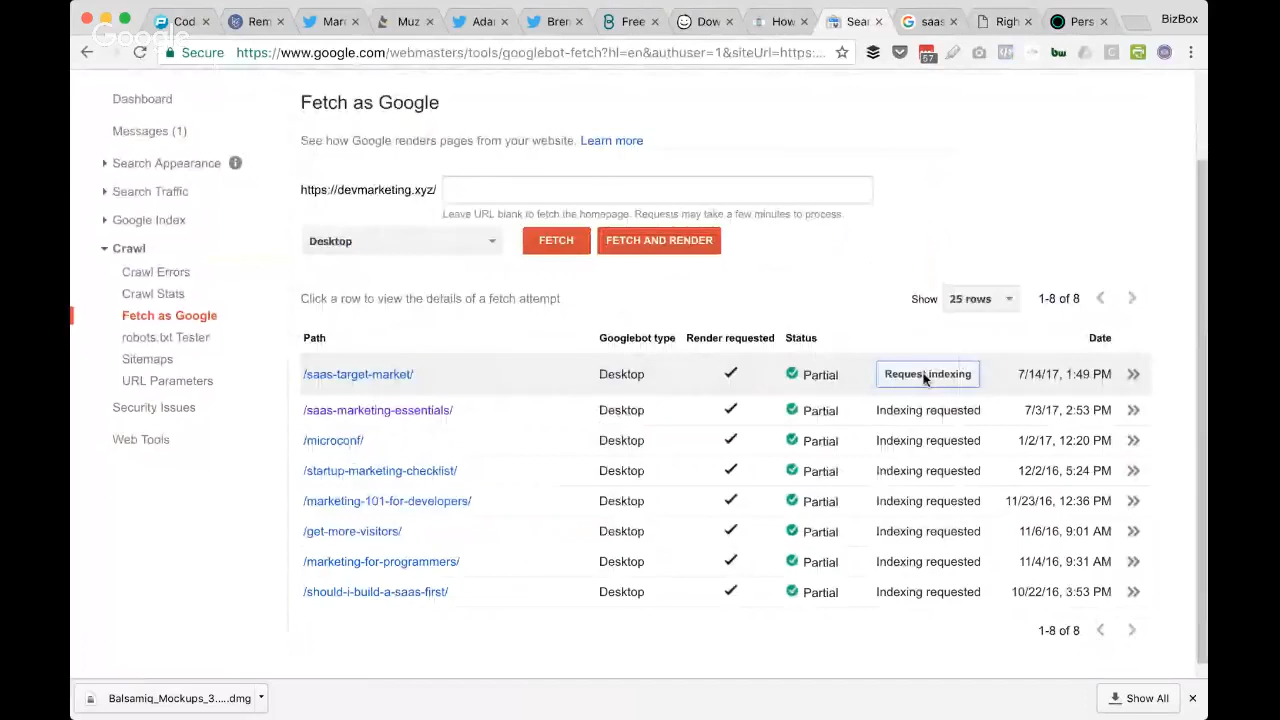 Cod
Rem
Mar
Muz
Adar
Bren
Free
Dow
How
Sear
saas
Righ
Pers
BizBox
Google
Secure
https://www.google.com/webmasters/tools/googlebot-fetch?hl=en&authuser=1&siteUrl=https:...
57
bw
C
Dashboard
Messages (1)
Search Appearance
Search Traffic
Google Index
Crawl
Crawl Errors
Crawl Stats
Fetch as Google
robots.txt Tester
Sitemaps
URL Parameters
Security Issues
Web Tools
Fetch as Google
See how Google renders pages from your website. Learn more
https://devmarketing.xyz/
Leave URL blank to fetch the homepage. Requests may take a few minutes to process.
Desktop FETCH FETCH AND RENDER
Click a row to view the details of a fetch attempt Show 25 rows 1-8 of 8
Path Googlebot type Render requested Status Date
/saas-target-market/ Desktop Partial Request indexing 7/14/17, 1:49 PM
/saas-marketing-essentials/ Desktop Partial Indexing requested 7/3/17, 2:53 PM
/microconf/ Desktop Partial Indexing requested 1/2/17, 12:20 PM
/startup-marketing-checklist/ Desktop Partial Indexing requested 12/2/16, 5:24 PM
/marketing-101-for-developers/ Desktop Partial Indexing requested 11/23/16, 12:36 PM
/get-more-visitors/ Desktop Partial Indexing requested 11/6/16, 9:01 AM
/marketing-for-programmers/ Desktop Partial Indexing requested 11/4/16, 9:31 AM
/should-i-build-a-saas-first/ Desktop Partial Indexing requested 10/22/16, 3:53 PM
1-8 of 8
Balsamiq_Mockups_3.....dmg
Show All